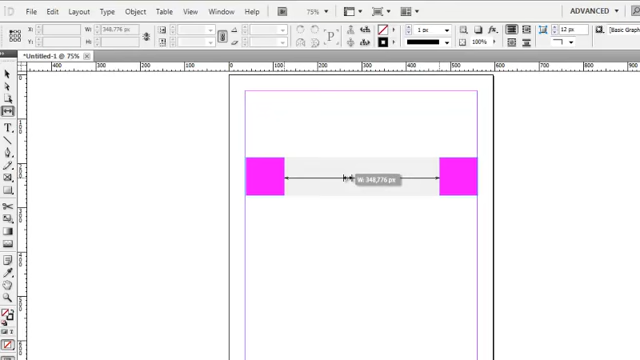 File Edit Layout Type Object Table View Window Help 75% ADVANCED
X: W: 348,776 px 1 px 12 px [Basic Graph
Y: H: 100%
*Untitled-1 @ 75%
400 300 200 100 0 100 200 300 400 500 600 700 800
W: 348,776 px